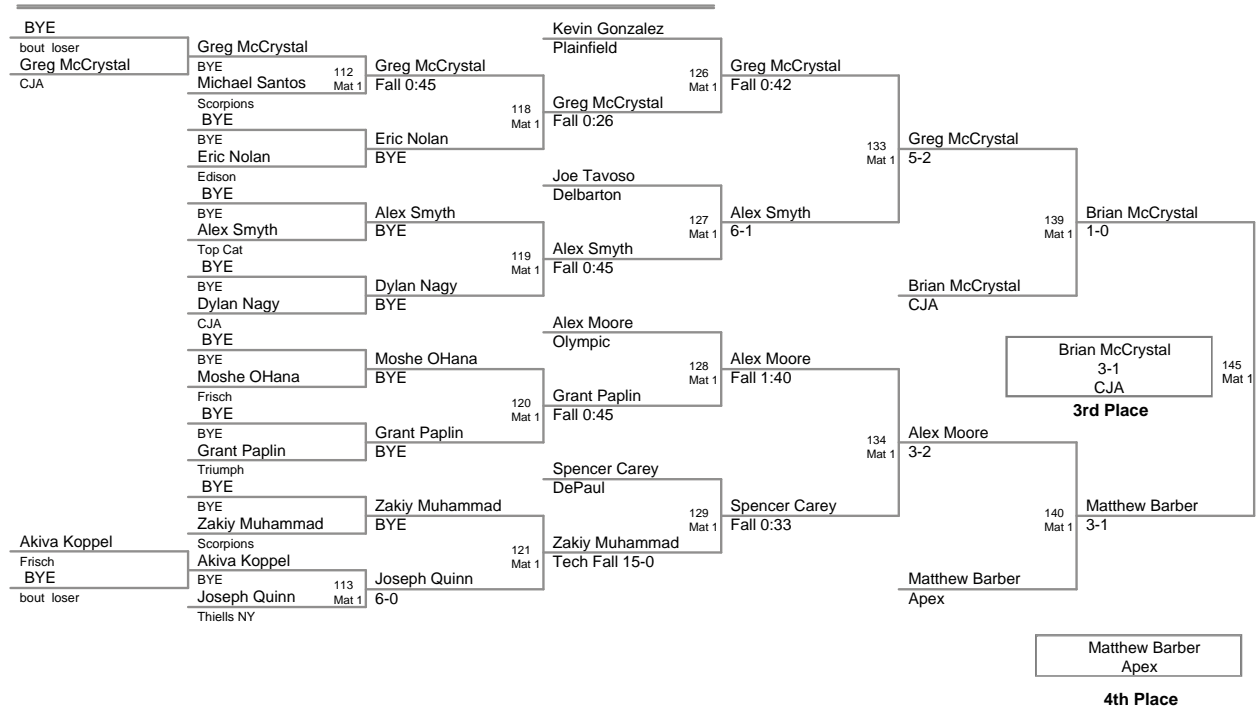 BYE
bout loser
Greg McCrystal
CJA
Akiva Koppel
Frisch
BYE
bout loser
Greg McCrystal
BYE
Michael Santos
112
Mat 1
Scorpions
BYE
BYE
Eric Nolan
Edison
BYE
BYE
Alex Smyth
Top Cat
BYE
BYE
Dylan Nagy
CJA
BYE
BYE
Moshe OHana
Frisch
BYE
BYE
Grant Paplin
Triumph
BYE
BYE
Zakiy Muhammad
Scorpions
Akiva Koppel
BYE
Joseph Quinn
113
Mat 1
Thiells NY
Greg McCrystal
Fall 0:45
118
Mat 1
Eric Nolan
BYE
Alex Smyth
BYE
119
Mat 1
Dylan Nagy
BYE
Moshe OHana
BYE
120
Mat 1
Grant Paplin
BYE
Zakiy Muhammad
BYE
121
Mat 1
Joseph Quinn
6-0
Kevin Gonzalez
Plainfield
126
Mat 1
Greg McCrystal
Fall 0:26
Joe Tavoso
Delbarton
127
Mat 1
Alex Smyth
Fall 0:45
Alex Moore
Olympic
128
Mat 1
Grant Paplin
Fall 0:45
Spencer Carey
DePaul
129
Mat 1
Zakiy Muhammad
Tech Fall 15-0
Greg McCrystal
Fall 0:42
133
Mat 1
Alex Smyth
6-1
Alex Moore
Fall 1:40
134
Mat 1
Spencer Carey
Fall 0:33
Greg McCrystal
5-2
139
Mat 1
Brian McCrystal
CJA
Alex Moore
3-2
140
Mat 1
Matthew Barber
Apex
Brian McCrystal
1-0
145
Mat 1
Matthew Barber
3-1
Brian McCrystal
3-1
CJA
3rd Place
Matthew Barber
Apex
4th Place